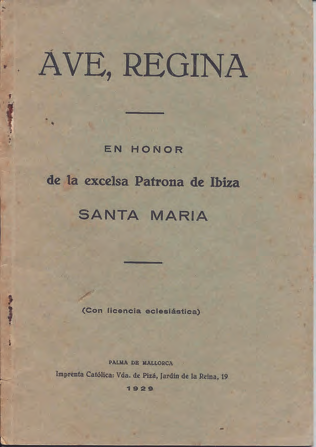 AVE, REGINA
EN HONOR
de la excelsa Patrona de Ibiza
SANTA MARIA
(Con licencia eclesiástica)
PALMA DE MALLORCA
Imprenta Católica: Vda. de Pizá, Jardín de la Reina, 19
1929